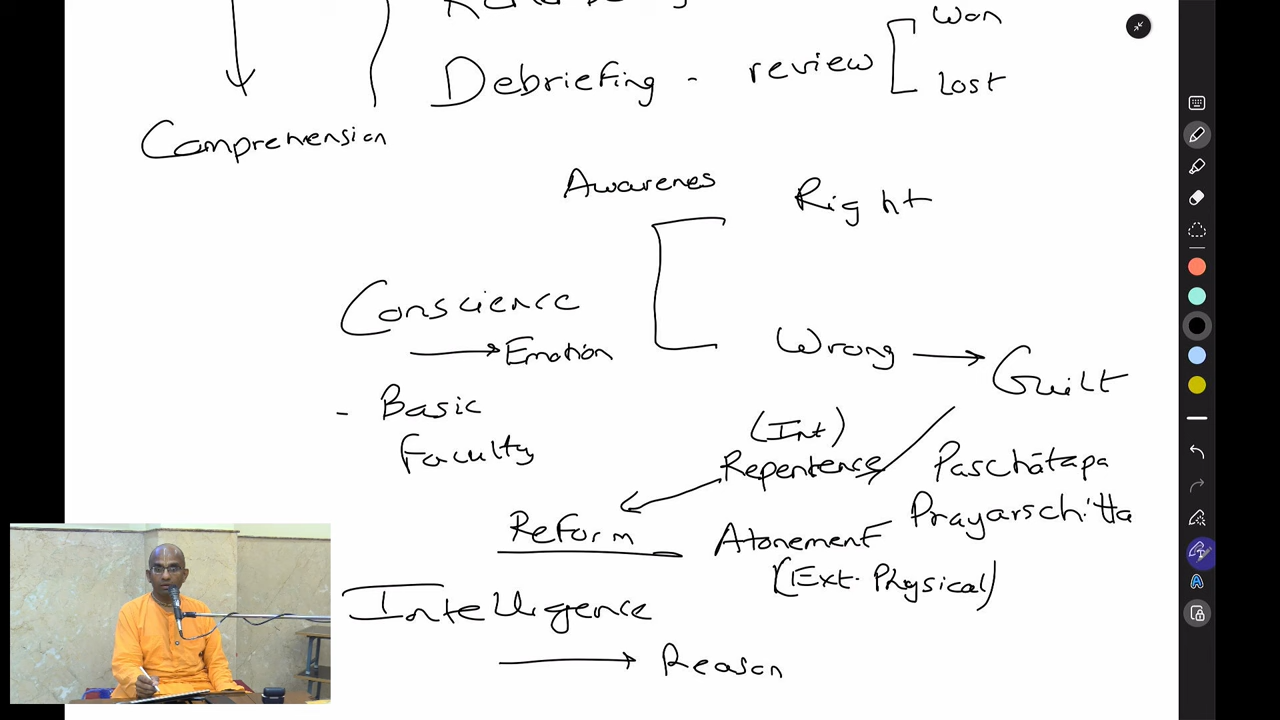 Won
Debriefing - review
Lost
Comprehension
Awarenes
Right
Conscience
→ Emotion
Wrong → Guilt
- Basic
Faculty
(Int)
Repentence
Paschātapa
Prayarschitta
Reform
Atonement
(Ext. Physical)
Intelligence
→ Reason
A